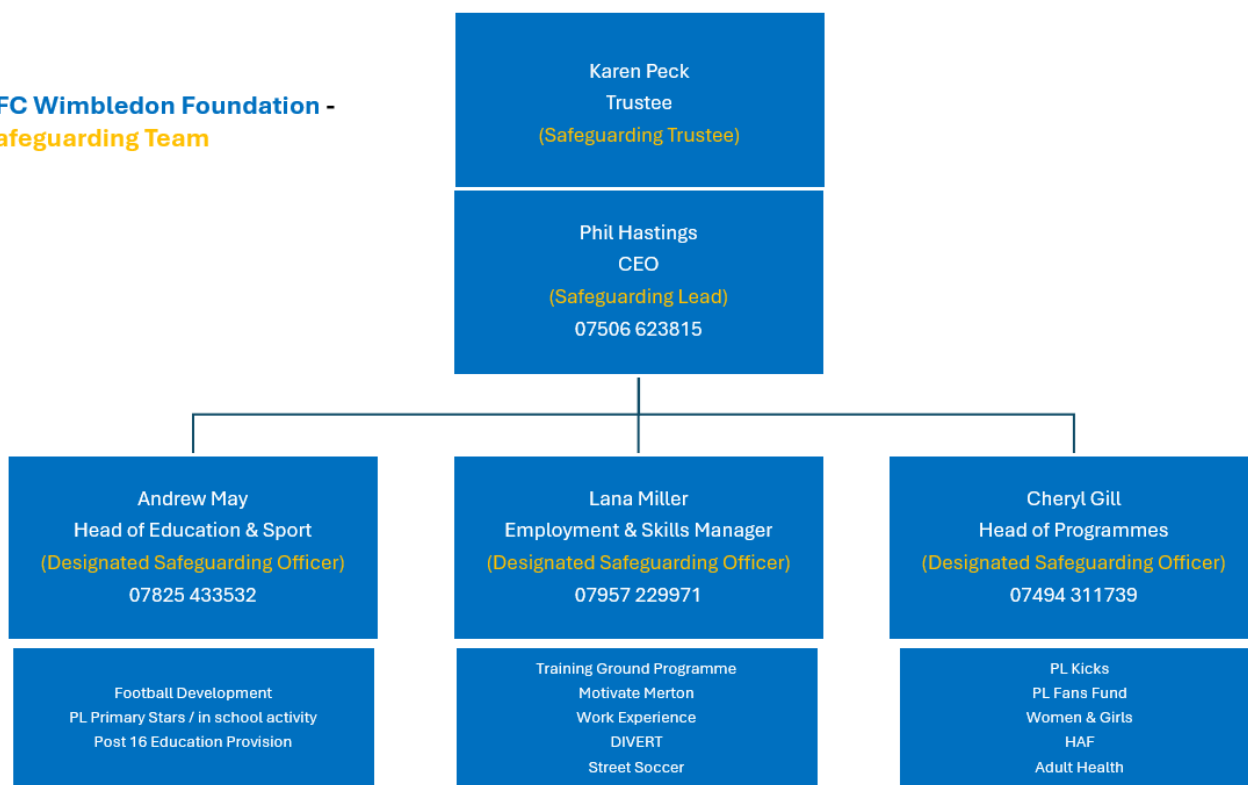 FC Wimbledon Foundation -
afeguarding Team
Karen Peck
Trustee
(Safeguarding Trustee)
Phil Hastings
CEO
(Safeguarding Lead)
07506 623815
Andrew May
Head of Education & Sport
(Designated Safeguarding Officer)
07825 433532
Lana Miller
Employment & Skills Manager
(Designated Safeguarding Officer)
07957 229971
Cheryl Gill
Head of Programmes
(Designated Safeguarding Officer)
07494 311739
Football Development
PL Primary Stars / in school activity
Post 16 Education Provision
Training Ground Programme
Motivate Merton
Work Experience
DIVERT
Street Soccer
PL Kicks
PL Fans Fund
Women & Girls
HAF
Adult Health